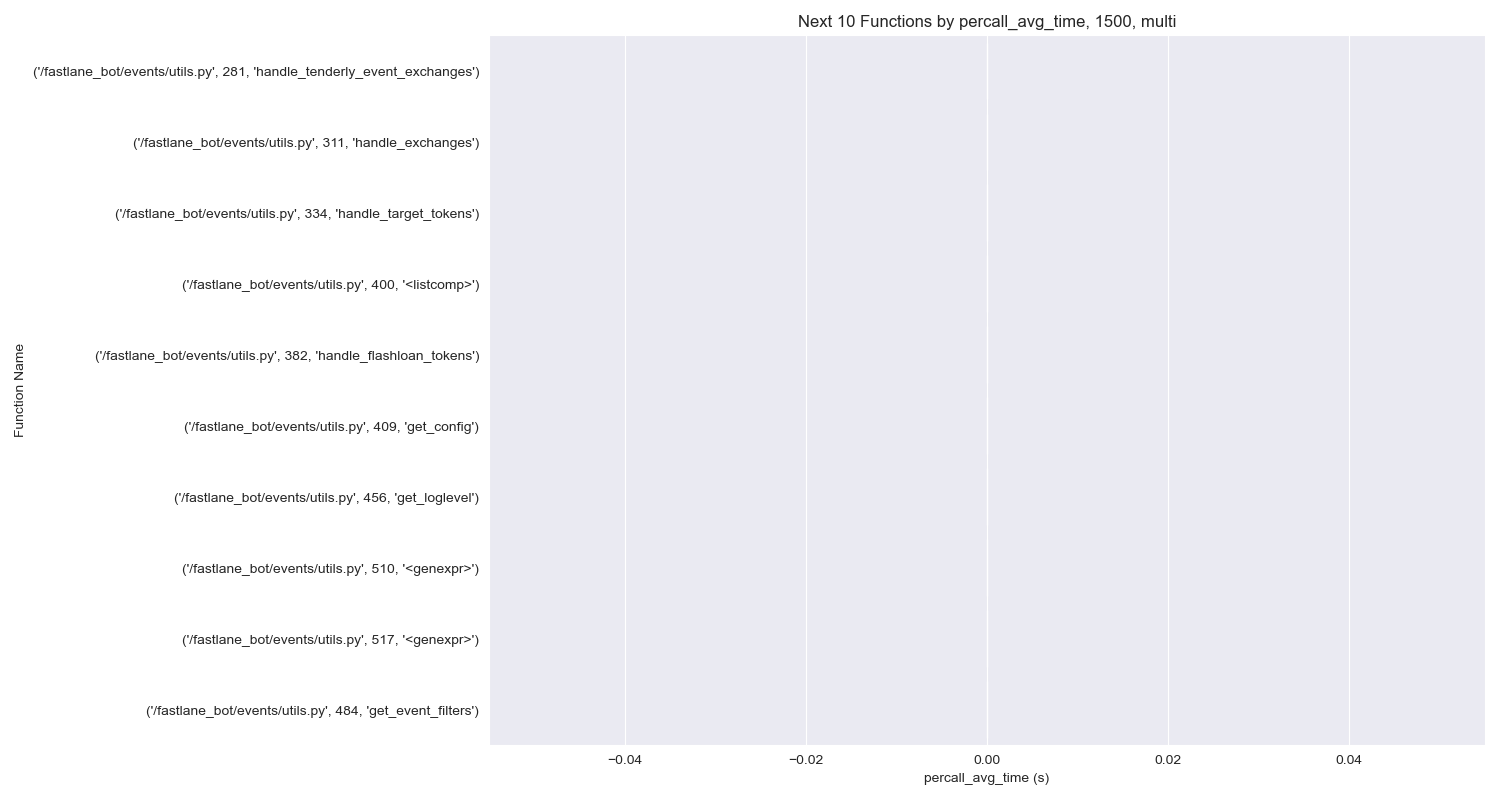 Next 10 Functions by percall_avg_time, 1500, multi
('/fastlane_bot/events/utils.py', 281, 'handle_tenderly_event_exchanges')
('/fastlane_bot/events/utils.py', 311, 'handle_exchanges')
('/fastlane_bot/events/utils.py', 334, 'handle_target_tokens')
('/fastlane_bot/events/utils.py', 400, '<listcomp>')
('/fastlane_bot/events/utils.py', 382, 'handle_flashloan_tokens')
('/fastlane_bot/events/utils.py', 409, 'get_config')
('/fastlane_bot/events/utils.py', 456, 'get_loglevel')
('/fastlane_bot/events/utils.py', 510, '<genexpr>')
('/fastlane_bot/events/utils.py', 517, '<genexpr>')
('/fastlane_bot/events/utils.py', 484, 'get_event_filters')
Function Name
−0.04 −0.02 0.00 0.02 0.04
percall_avg_time (s)